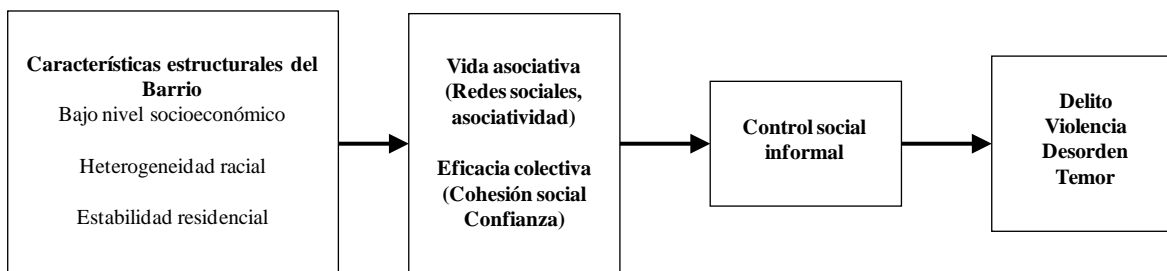 Características estructurales del
Barrio
Bajo nivel socioeconómico
Heterogeneidad racial
Estabilidad residencial
Vida asociativa
(Redes sociales,
asociatividad)
Eficacia colectiva
(Cohesión social
Confianza)
Control social
informal
Delito
Violencia
Desorden
Temor